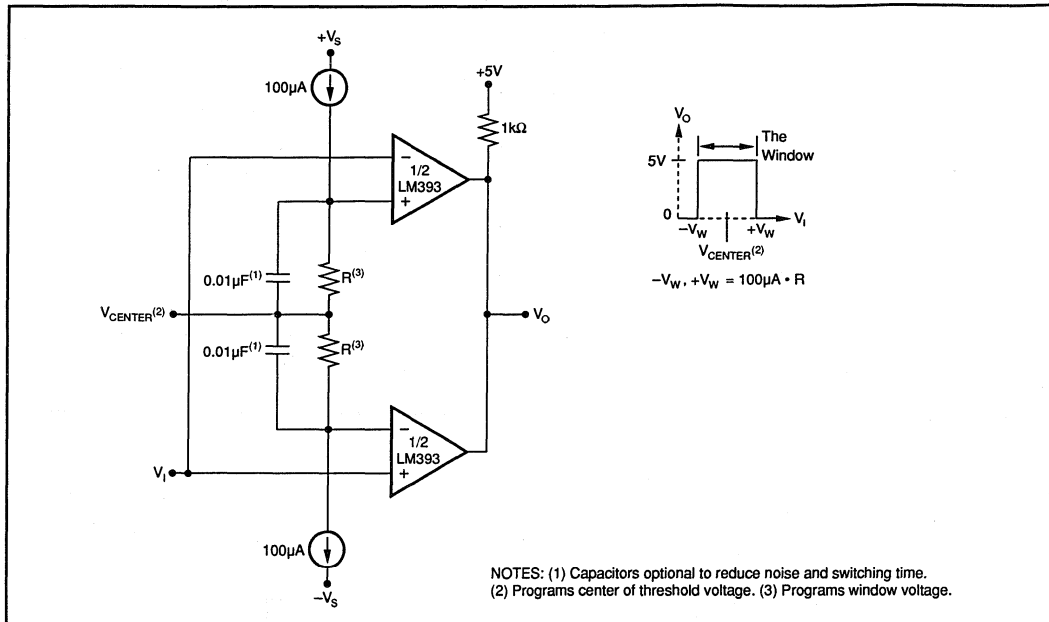 +V_S
100μA
+5V
1kΩ
−
1/2
LM393
+
0.01μF(1)
R(3)
V_CENTER(2)
V_O
0.01μF(1)
R(3)
−
1/2
LM393
+
V_I
100μA
−V_S
V_O
The
Window
5V
0
V_I
−V_W
+V_W
V_CENTER(2)
−V_W, +V_W = 100μA • R
NOTES: (1) Capacitors optional to reduce noise and switching time.
(2) Programs center of threshold voltage. (3) Programs window voltage.